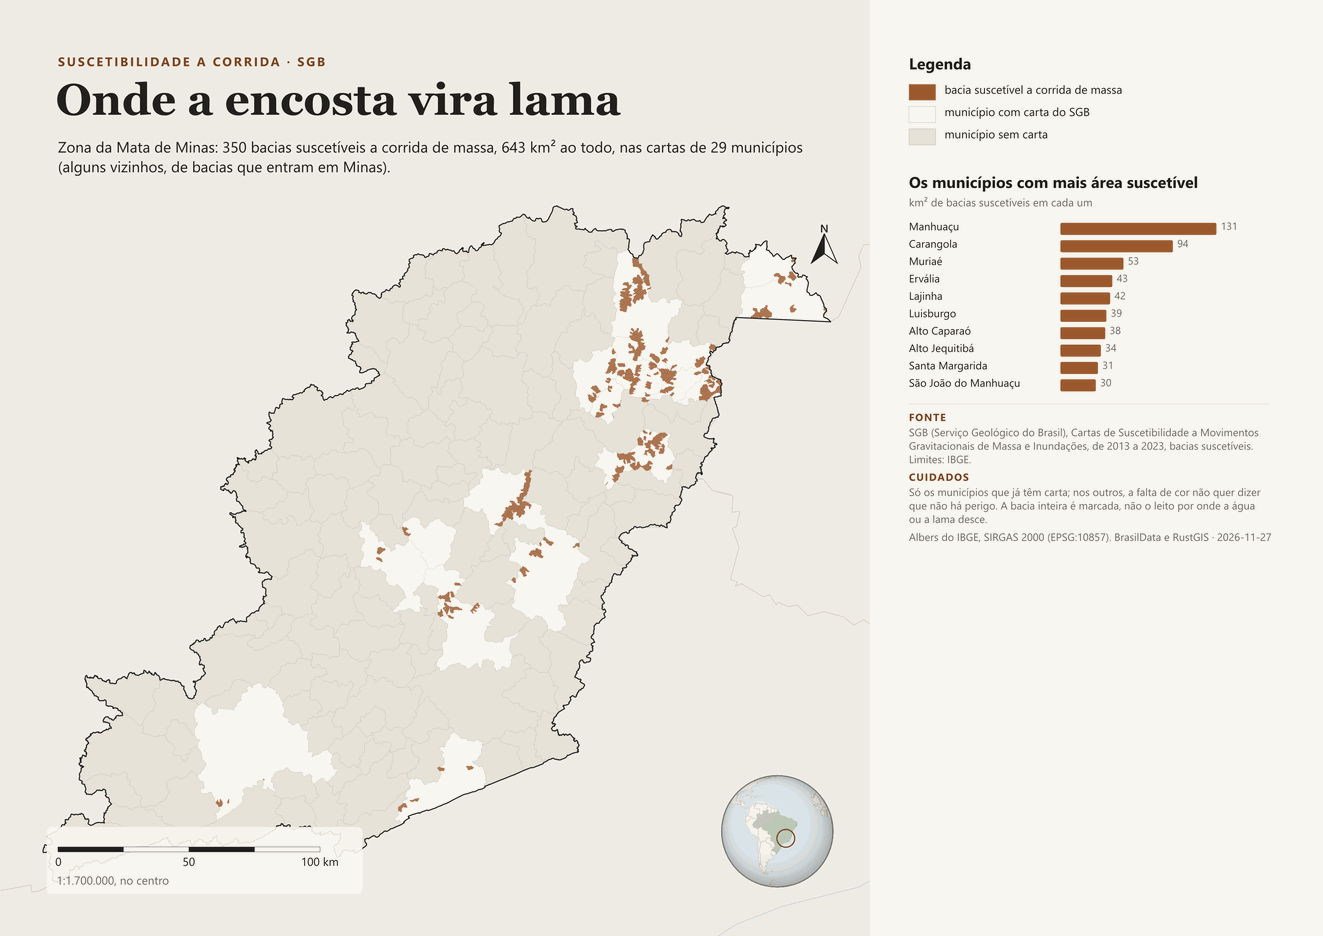 SUSCETIBILIDADE A CORRIDA · SGB
Onde a encosta vira lama
Zona da Mata de Minas: 350 bacias suscetíveis a corrida de massa, 643 km² ao todo, nas cartas de 29 municípios
(alguns vizinhos, de bacias que entram em Minas).
N
0
50
100 km
1:1.700.000, no centro
Legenda
bacia suscetível a corrida de massa
município com carta do SGB
município sem carta
Os municípios com mais área suscetível
km² de bacias suscetíveis em cada um
Manhuaçu 131
Carangola 94
Muriaé 53
Ervália 43
Lajinha 42
Luisburgo 39
Alto Caparaó 38
Alto Jequitibá 34
Santa Margarida 31
São João do Manhuaçu 30
FONTE
SGB (Serviço Geológico do Brasil), Cartas de Suscetibilidade a Movimentos
Gravitacionais de Massa e Inundações, de 2013 a 2023, bacias suscetíveis.
Limites: IBGE.
CUIDADOS
Só os municípios que já têm carta; nos outros, a falta de cor não quer dizer
que não há perigo. A bacia inteira é marcada, não o leito por onde a água
ou a lama desce.
Albers do IBGE, SIRGAS 2000 (EPSG:10857). BrasilData e RustGIS · 2026-11-27